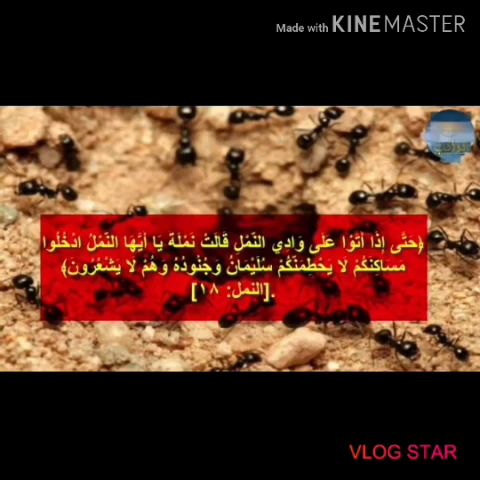 Made with KINEMASTER
﴿حَتَّى إِذَا أَتَوْا عَلَى وَادِي النَّمْلِ قَالَتْ نَمْلَةٌ يَا أَيُّهَا النَّمْلُ ادْخُلُوا
مَسَاكِنَكُمْ لَا يَحْطِمَنَّكُمْ سُلَيْمَانُ وَجُنُودُهُ وَهُمْ لَا يَشْعُرُونَ﴾
.[النمل: ١٨]
VLOG STAR